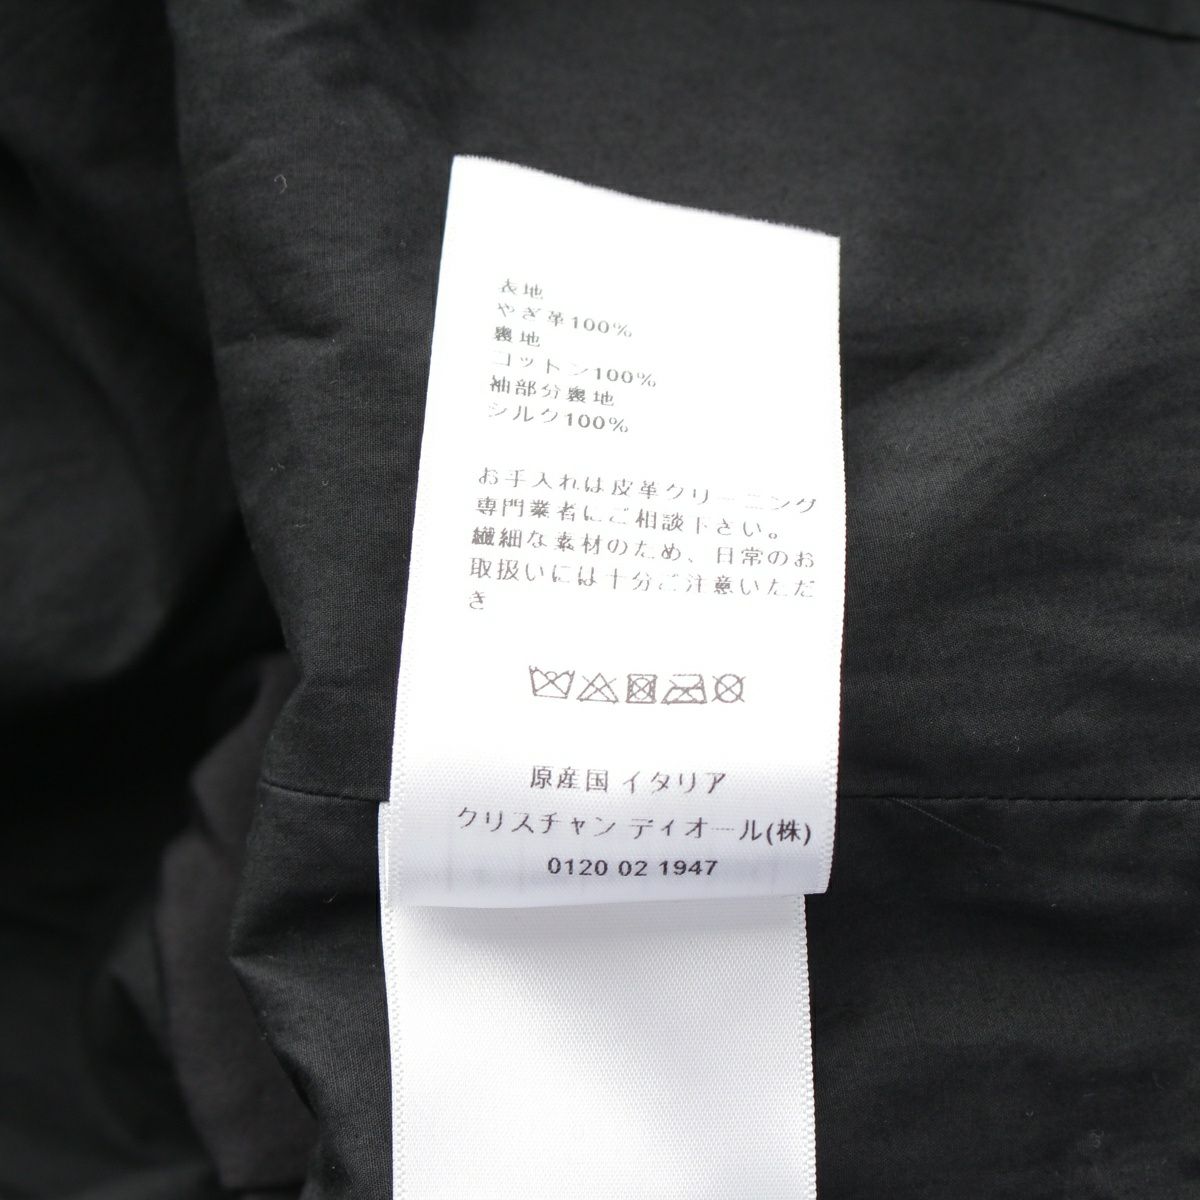 表地
やぎ革100%
裏地
コットン100%
袖部分裏地
シルク100%
お手入れは皮革クリーニング
専門業者にご相談下さい。
繊細な素材のため、日常のお
取扱いには十分ご注意いただ
き
原産国 イタリア
クリスチャン ディオール(株)
0120 02 1947